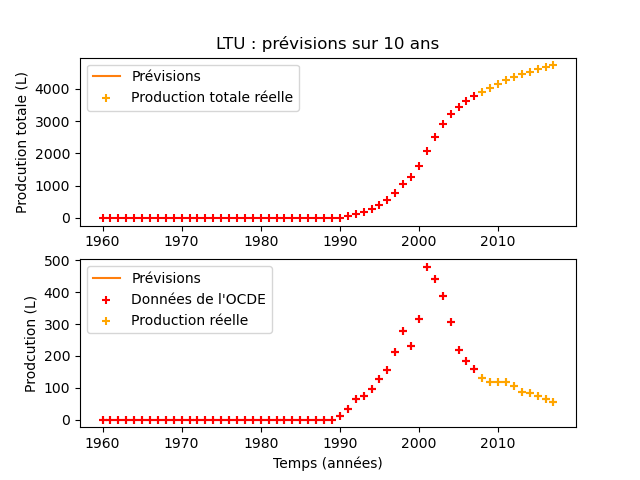 LTU : prévisions sur 10 ans
Prodcution totale (L)
4000
3000
2000
1000
0
Prévisions
Production totale réelle
1960 1970 1980 1990 2000 2010
Prodcution (L)
500
400
300
200
100
0
Prévisions
Données de l'OCDE
Production réelle
1960 1970 1980 1990 2000 2010
Temps (années)